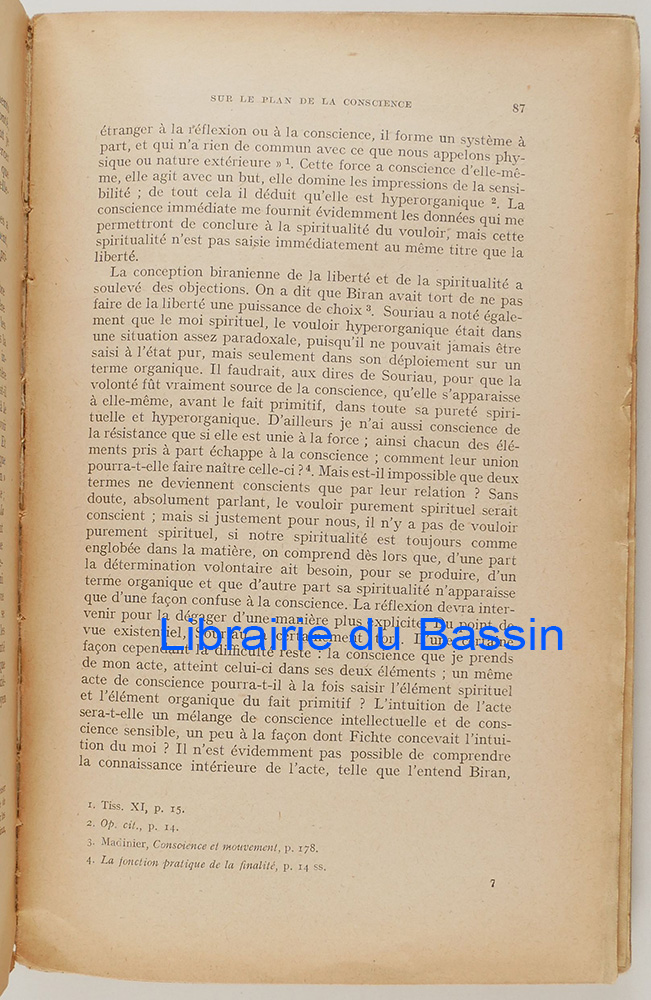 SUR LE PLAN DE LA CONSCIENCE 87
étranger à la réflexion ou à la conscience, il forme un système à
part, et qui n'a rien de commun avec ce que nous appelons phy-
sique ou nature extérieure » ¹. Cette force a conscience d'elle-mê-
me, elle agit avec un but, elle domine les impressions de la sensi-
bilité ; de tout cela il déduit qu'elle est hyperorganique ². La
conscience immédiate me fournit évidemment les données qui me
permettront de conclure à la spiritualité du vouloir, mais cette
spiritualité n'est pas saisie immédiatement au même titre que la
liberté.
La conception biranienne de la liberté et de la spiritualité a
soulevé des objections. On a dit que Biran avait tort de ne pas
faire de la liberté une puissance de choix ³. Souriau a noté égale-
ment que le moi spirituel, le vouloir hyperorganique était dans
une situation assez paradoxale, puisqu'il ne pouvait jamais être
saisi à l'état pur, mais seulement dans son déploiement sur un
terme organique. Il faudrait, aux dires de Souriau, pour que la
volonté fût vraiment source de la conscience, qu'elle s'apparaisse
à elle-même, avant le fait primitif, dans toute sa pureté spiri-
tuelle et hyperorganique. D'ailleurs je n'ai aussi conscience de
la résistance que si elle est unie à la force ; ainsi chacun des élé-
ments pris à part échappe à la conscience ; comment leur union
pourra-t-elle faire naître celle-ci ? ⁴. Mais est-il impossible que deux
termes ne deviennent conscients que par leur relation ? Sans
doute, absolument parlant, le vouloir purement spirituel serait
conscient ; mais si justement pour nous, il n'y a pas de vouloir
purement spirituel, si notre spiritualité est toujours comme
englobée dans la matière, on comprend dès lors que, d'une part
la détermination volontaire ait besoin, pour se produire, d'un
terme organique et que d'autre part sa spiritualité n'apparaisse
que d'une façon confuse à la conscience. La réflexion devra inter-
venir pour la dégager d'une manière plus explicite. Du point de
vue existentiel, Souriau a certainement tort. D'une certaine
façon cependant la difficulté reste : la conscience que je prends
de mon acte, atteint celui-ci dans ses deux éléments ; un même
acte de conscience pourra-t-il à la fois saisir l'élément spirituel
et l'élément organique du fait primitif ? L'intuition de l'acte
sera-t-elle un mélange de conscience intellectuelle et de cons-
cience sensible, un peu à la façon dont Fichte concevait l'intui-
tion du moi ? Il n'est évidemment pas possible de comprendre
la connaissance intérieure de l'acte, telle que l'entend Biran,
1. Tiss. XI, p. 15.
2. Op. cit., p. 14.
3. Madinier, Conscience et mouvement, p. 178.
4. La fonction pratique de la finalité, p. 14 ss.
7
Librairie du Bassin